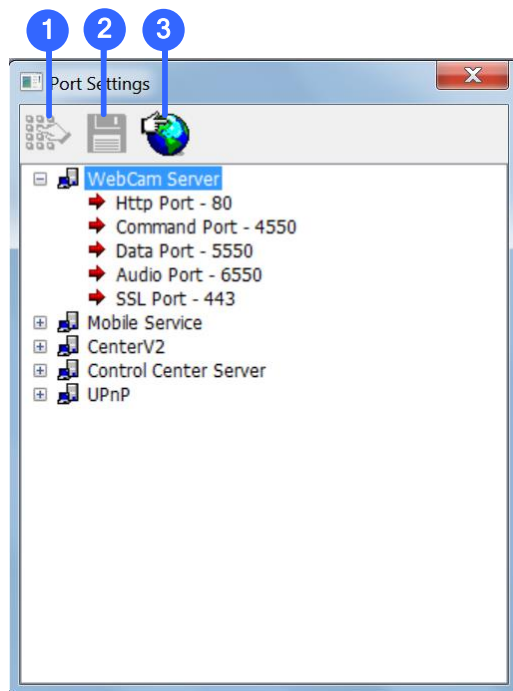 1 2 3
Port Settings
WebCam Server
Http Port - 80
Command Port - 4550
Data Port - 5550
Audio Port - 6550
SSL Port - 443
Mobile Service
CenterV2
Control Center Server
UPnP